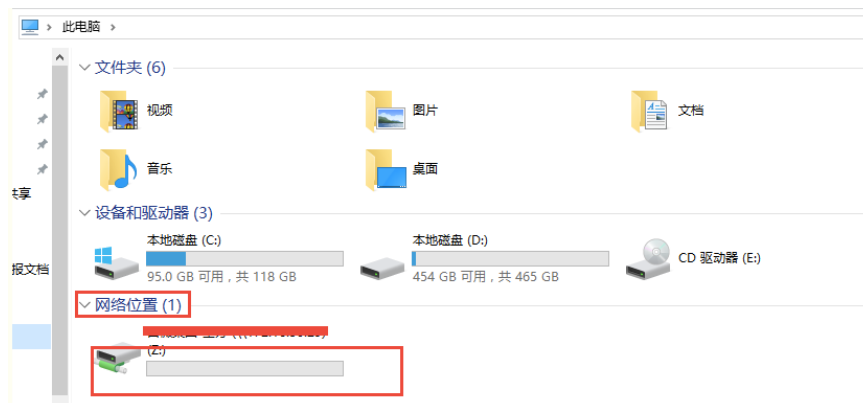 此电脑
文件夹 (6)
视频
图片
文档
音乐
桌面
共享
设备和驱动器 (3)
本地磁盘 (C:)
95.0 GB 可用，共 118 GB
本地磁盘 (D:)
454 GB 可用，共 465 GB
CD 驱动器 (E:)
报文档
网络位置 (1)
(Z:)